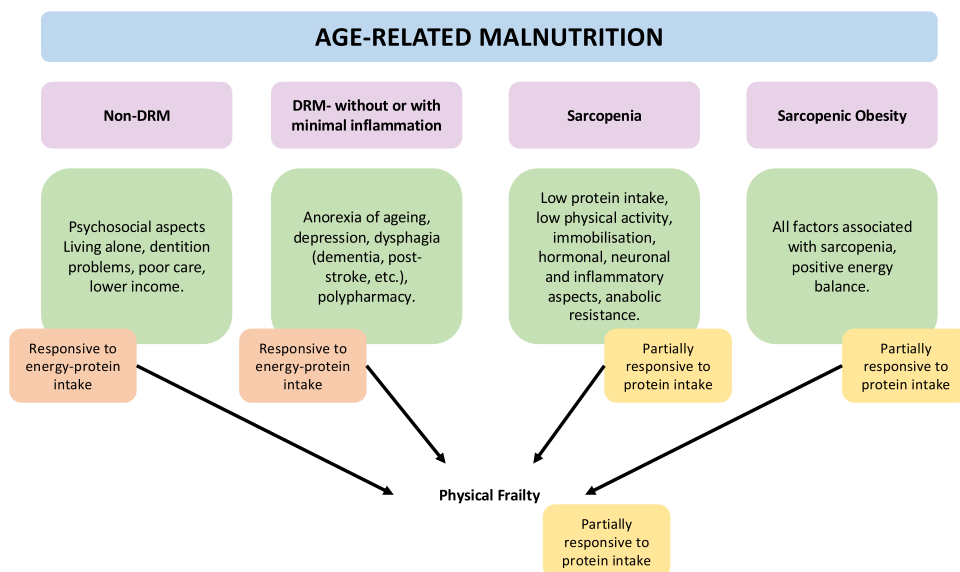 AGE-RELATED MALNUTRITION
Non-DRM
DRM- without or with
minimal inflammation
Sarcopenia
Sarcopenic Obesity
Psychosocial aspects
Living alone, dentition
problems, poor care,
lower income.
Anorexia of ageing,
depression, dysphagia
(dementia, post-
stroke, etc.),
polypharmacy.
Low protein intake,
low physical activity,
immobilisation,
hormonal, neuronal
and inflammatory
aspects, anabolic
resistance.
All factors associated
with sarcopenia,
positive energy
balance.
Responsive to
energy-protein
intake
Responsive to
energy-protein
intake
Partially
responsive to
protein intake
Partially
responsive to
protein intake
Physical Frailty
Partially
responsive to
protein intake